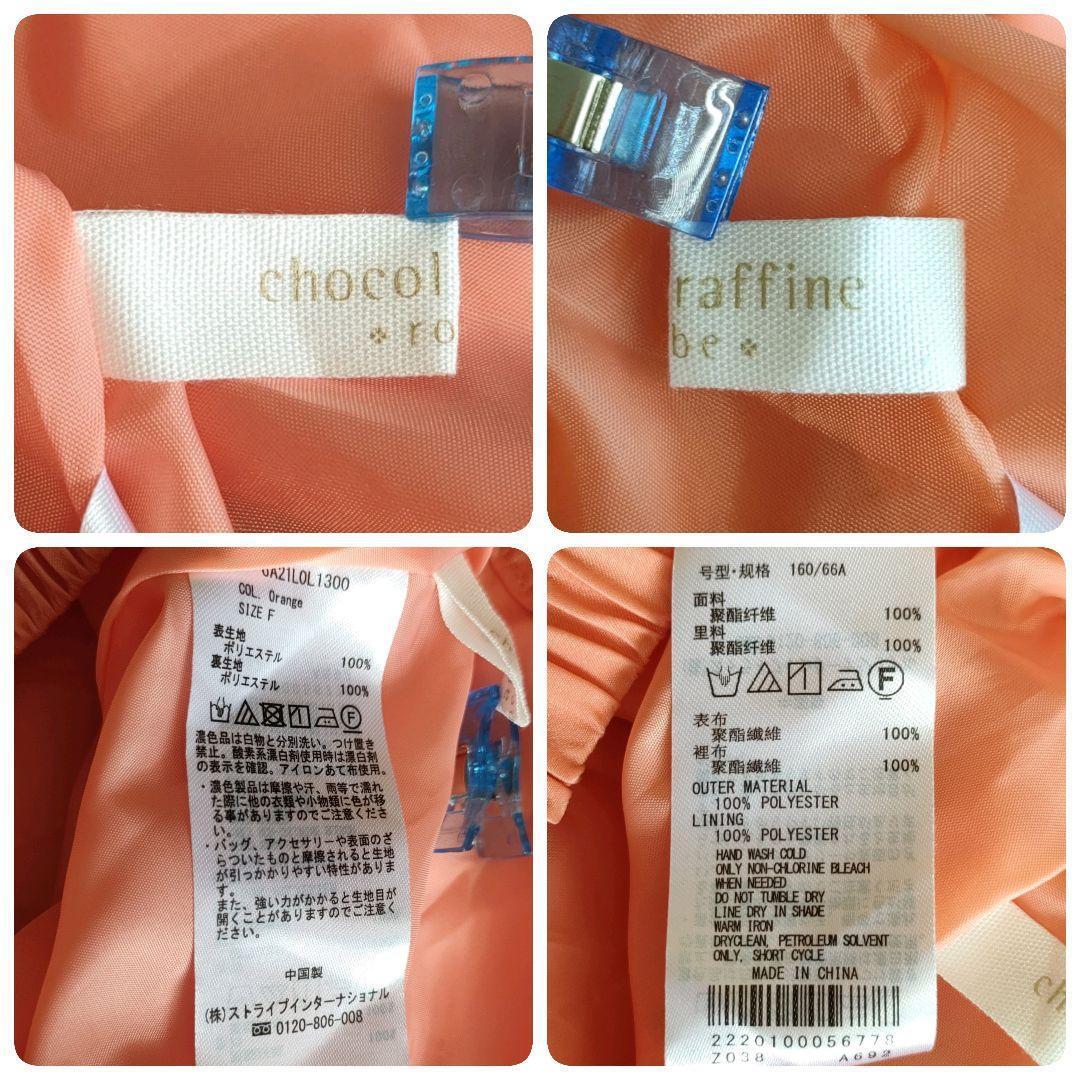 chocol
ro
raffine
be
GA21L0L1300
COL. Orange
SIZE F
表生地
ポリエステル 100%
裏生地
ポリエステル 100%
F
濃色品は白物と分別洗い。つけ置き
禁止。酸素系漂白剤使用時は漂白剤
の表示を確認。アイロンあて布使用。
・濃色製品は摩擦や汗、雨等で濡れ
た際に他の衣類や小物類に色が移
る事がありますのでご注意くださ
い。
・バッグ、アクセサリーや表面のざ
らついたものと摩擦されると生地
が引っかかりやすい特性がありま
す。
また、強い力がかかると生地目が
開くことがありますのでご注意く
ださい。
中国製
(株)ストライプインターナショナル
0120-806-008
号型・规格 160/66A
面料
聚酯纤维 100%
里料
聚酯纤维 100%
F
表布
聚酯纖維 100%
裡布
聚酯纖維 100%
OUTER MATERIAL
100% POLYESTER
LINING
100% POLYESTER
HAND WASH COLD
ONLY NON-CHLORINE BLEACH
WHEN NEEDED
DO NOT TUMBLE DRY
LINE DRY IN SHADE
WARM IRON
DRYCLEAN, PETROLEUM SOLVENT
ONLY, SHORT CYCLE
MADE IN CHINA
2220100056778
Z038 A692
ch